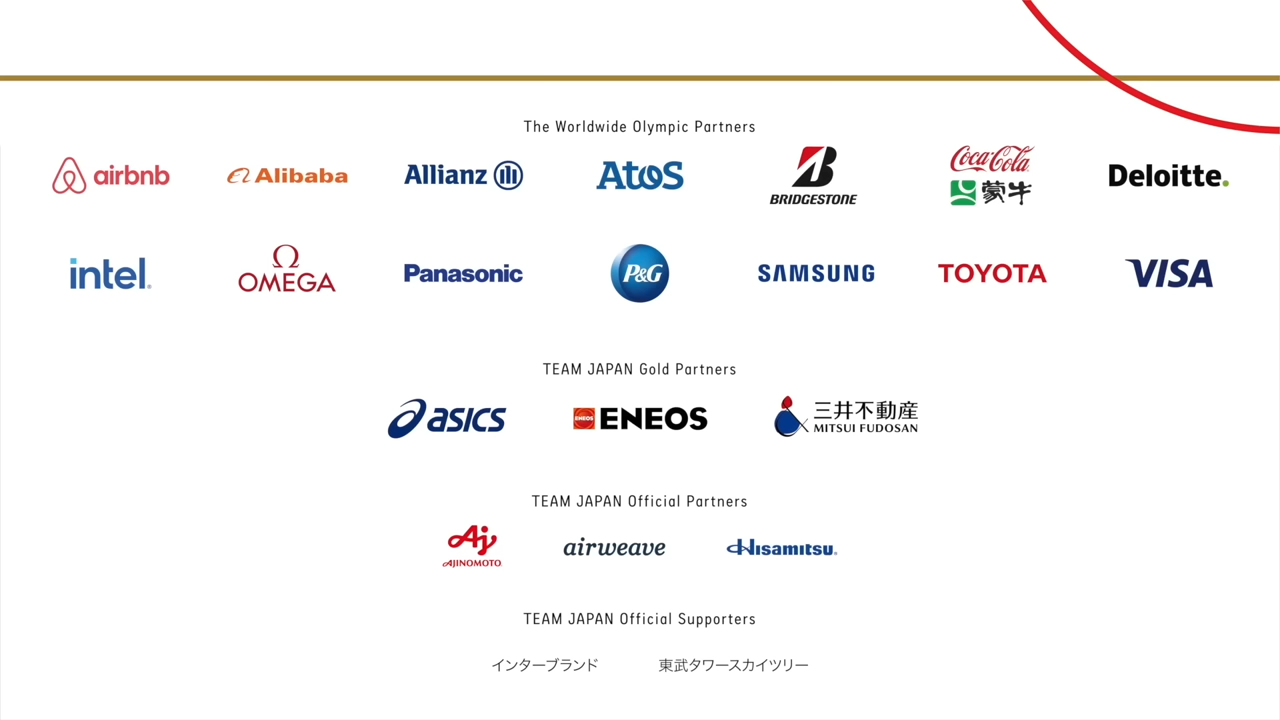 The Worldwide Olympic Partners
airbnb
Alibaba
Allianz
Atos
BRIDGESTONE
Coca-Cola
蒙牛
Deloitte.
intel.
OMEGA
Panasonic
P&G
SAMSUNG
TOYOTA
VISA
TEAM JAPAN Gold Partners
asics
ENEOS ENEOS
三井不動産
MITSUI FUDOSAN
TEAM JAPAN Official Partners
Aj
AJINOMOTO
airweave
Hisamitsu
TEAM JAPAN Official Supporters
インターブランド 東武タワースカイツリー